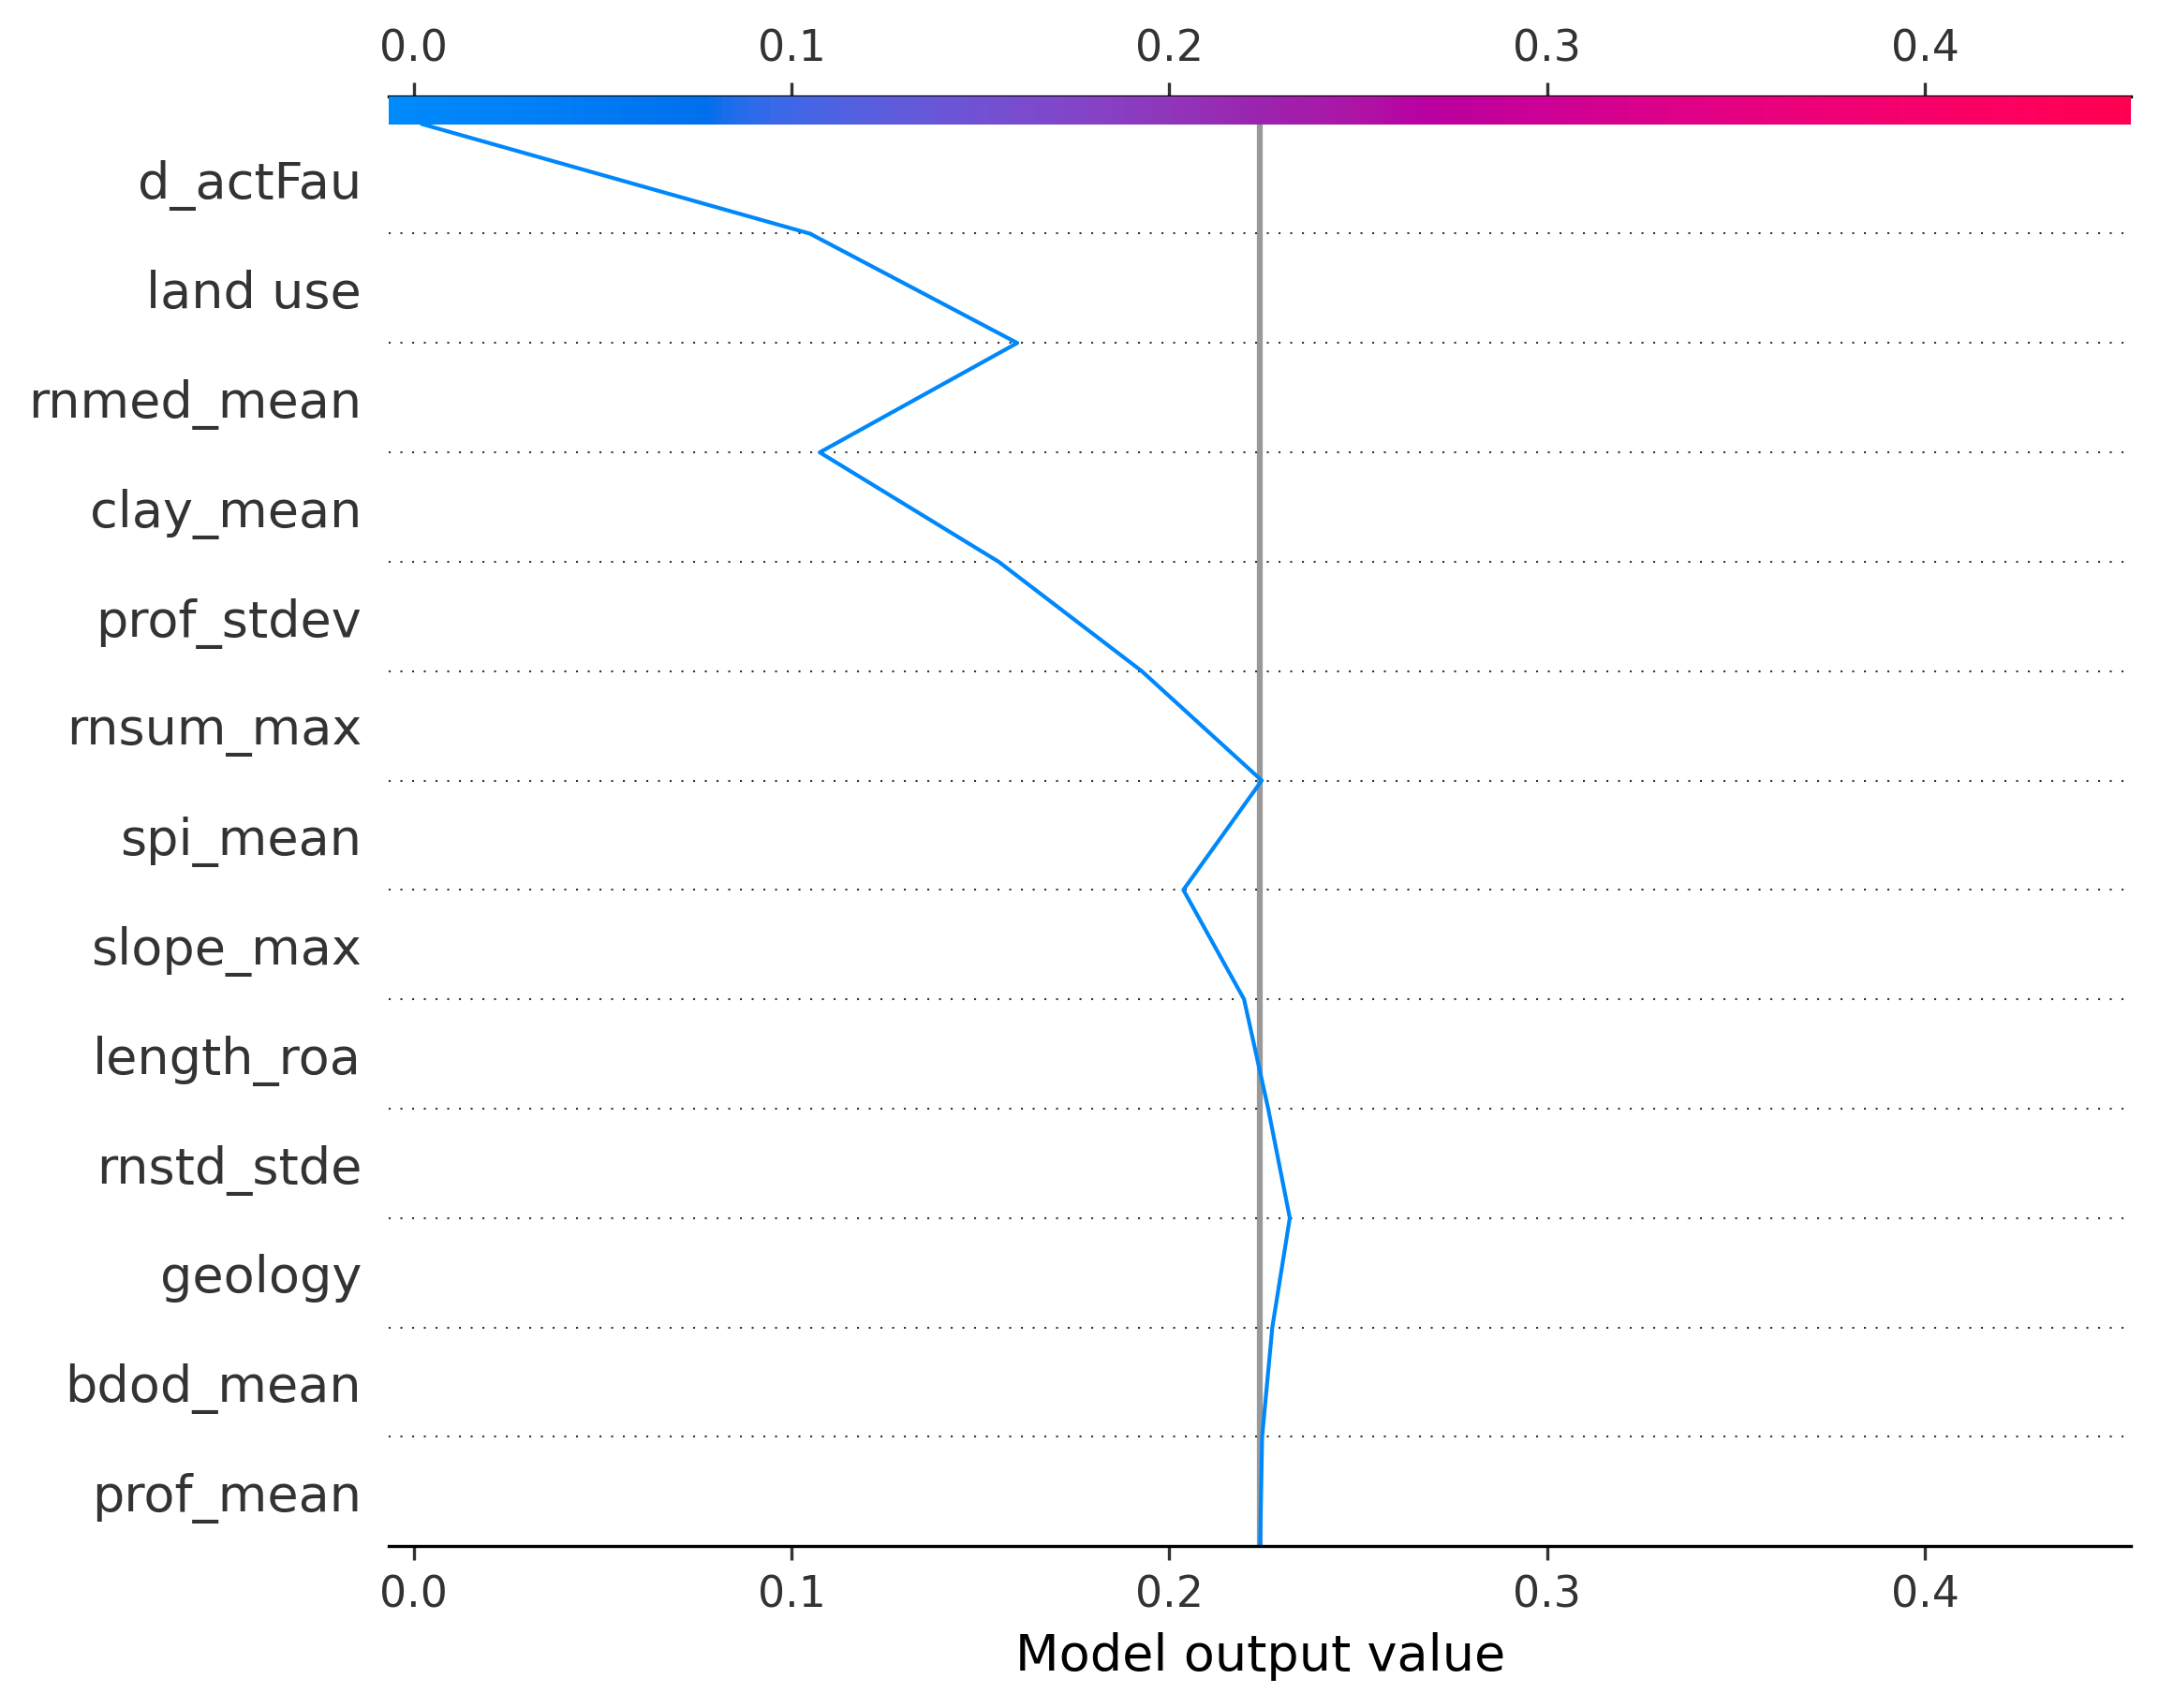 0.0 0.1 0.2 0.3 0.4
d_actFau
land use
rnmed_mean
clay_mean
prof_stdev
rnsum_max
spi_mean
slope_max
length_roa
rnstd_stde
geology
bdod_mean
prof_mean
0.0 0.1 0.2 0.3 0.4
Model output value